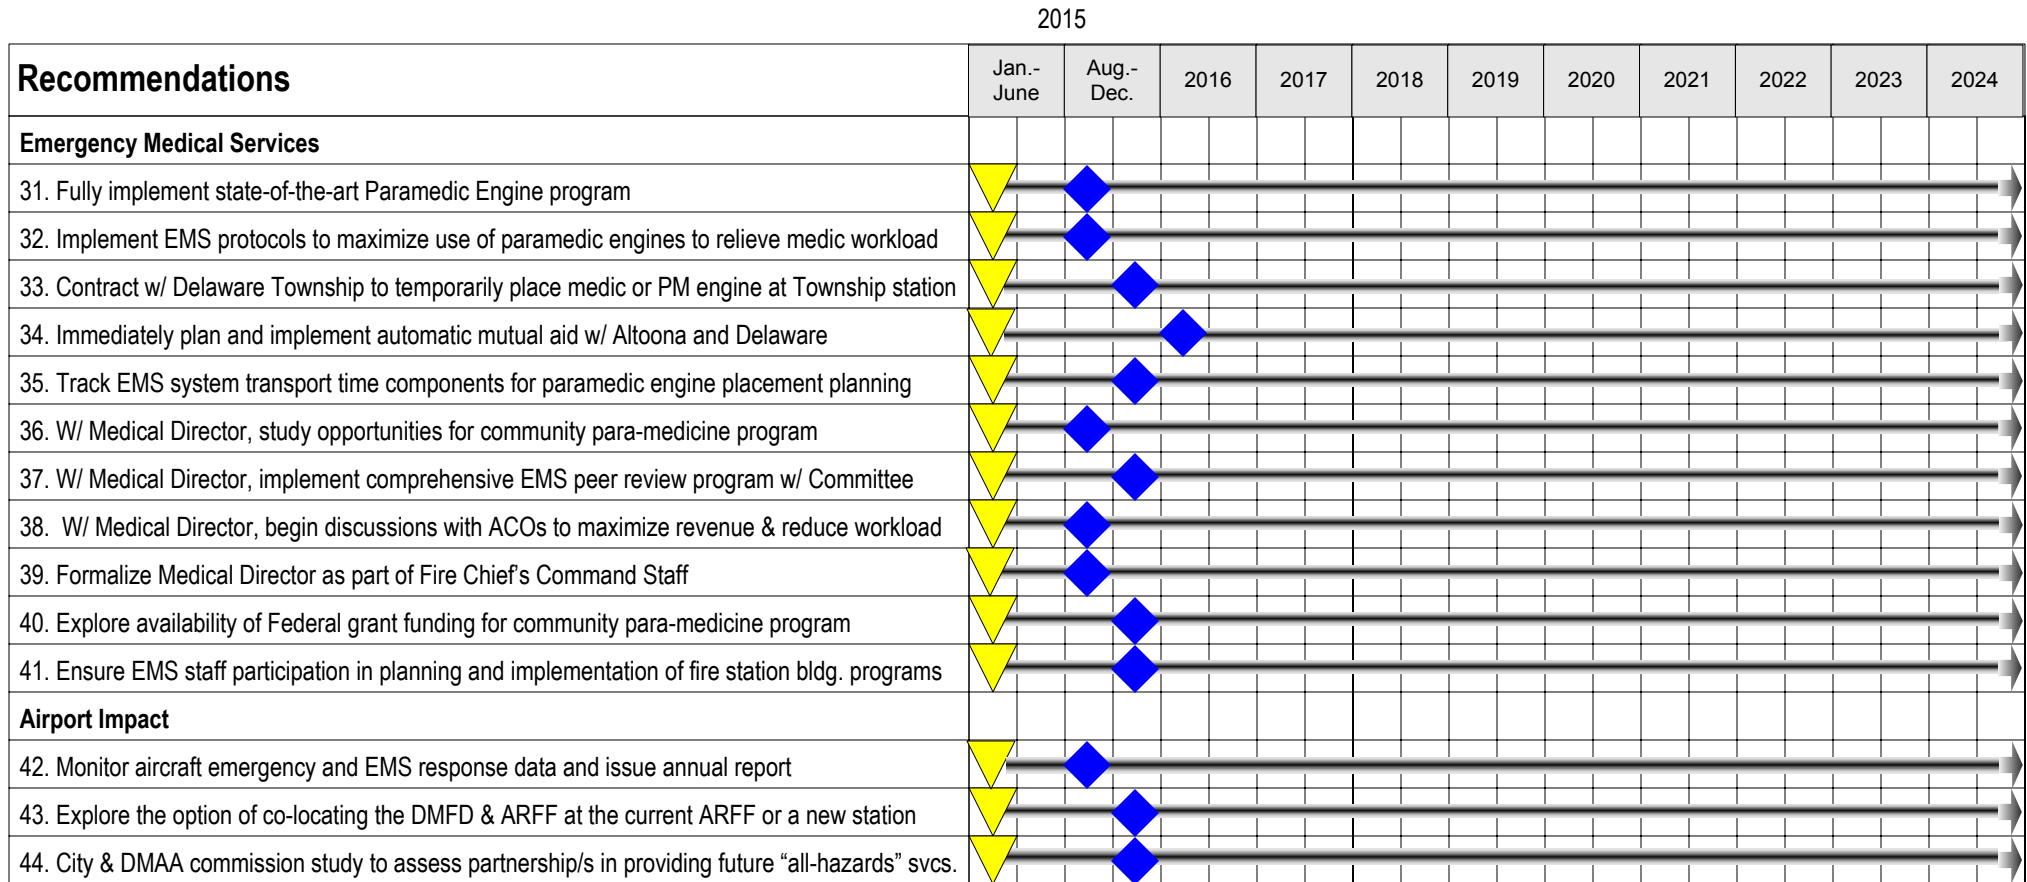 2015
Recommendations
Jan.-
June
Aug.-
Dec.
2016
2017
2018
2019
2020
2021
2022
2023
2024
Emergency Medical Services
31. Fully implement state-of-the-art Paramedic Engine program
32. Implement EMS protocols to maximize use of paramedic engines to relieve medic workload
33. Contract w/ Delaware Township to temporarily place medic or PM engine at Township station
34. Immediately plan and implement automatic mutual aid w/ Altoona and Delaware
35. Track EMS system transport time components for paramedic engine placement planning
36. W/ Medical Director, study opportunities for community para-medicine program
37. W/ Medical Director, implement comprehensive EMS peer review program w/ Committee
38. W/ Medical Director, begin discussions with ACOs to maximize revenue & reduce workload
39. Formalize Medical Director as part of Fire Chief’s Command Staff
40. Explore availability of Federal grant funding for community para-medicine program
41. Ensure EMS staff participation in planning and implementation of fire station bldg. programs
Airport Impact
42. Monitor aircraft emergency and EMS response data and issue annual report
43. Explore the option of co-locating the DMFD & ARFF at the current ARFF or a new station
44. City & DMAA commission study to assess partnership/s in providing future “all-hazards” svcs.